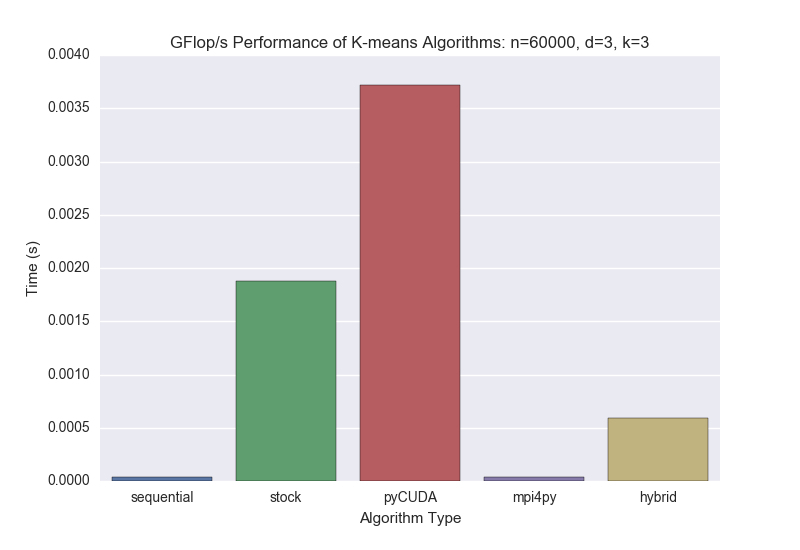 GFlop/s Performance of K-means Algorithms: n=60000, d=3, k=3
0.0040
0.0035
0.0030
0.0025
0.0020
0.0015
0.0010
0.0005
0.0000
Time (s)
sequential
stock
pyCUDA
mpi4py
hybrid
Algorithm Type